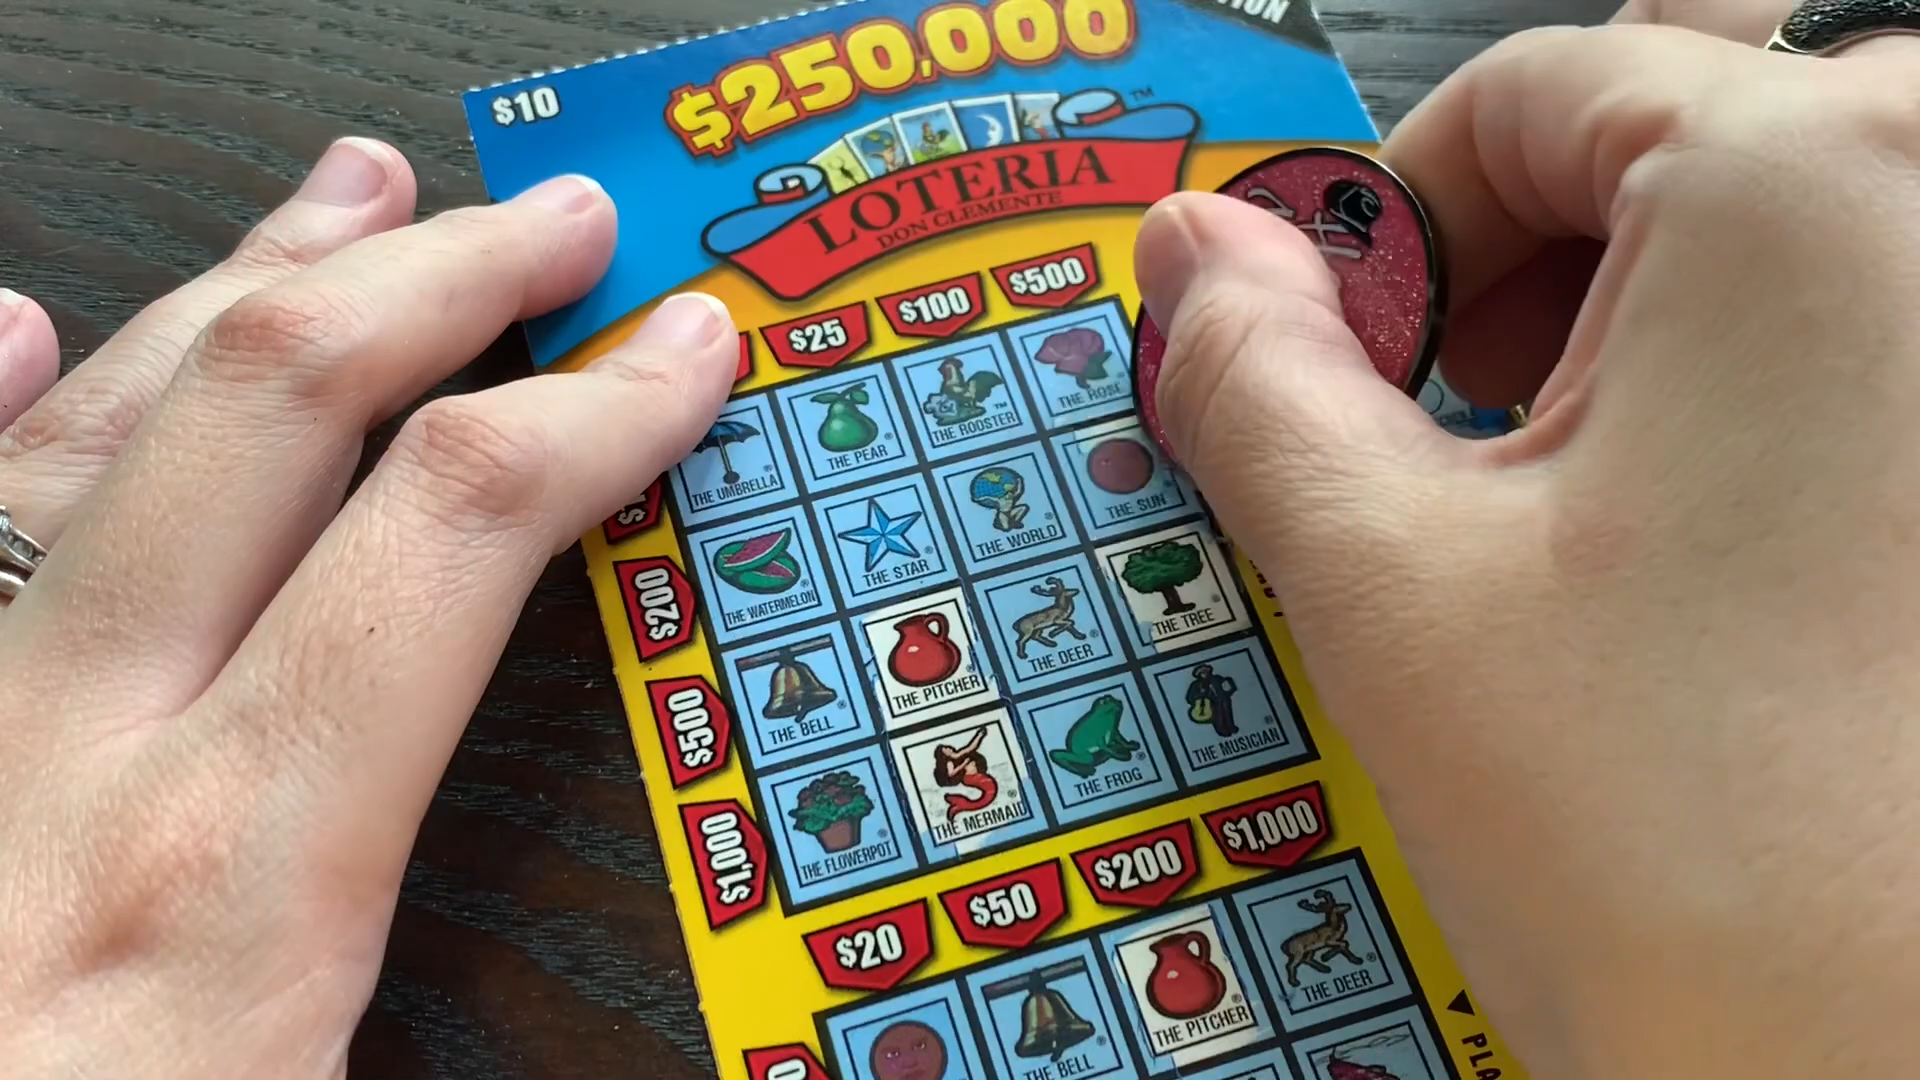 $10
$250,000
™
LOTERIA
DON CLEMENTE
$25
$100
$500
THE UMBRELLA
THE PEAR
THE ROOSTER
THE ROSE
$200
THE WATERMELON
THE STAR
THE WORLD
THE SUN
$500
THE BELL
THE PITCHER
THE DEER
THE TREE
$1,000
THE FLOWERPOT
THE MERMAID
THE FROG
THE MUSICIAN
$20
$50
$200
$1,000
THE BELL
THE PITCHER
THE DEER